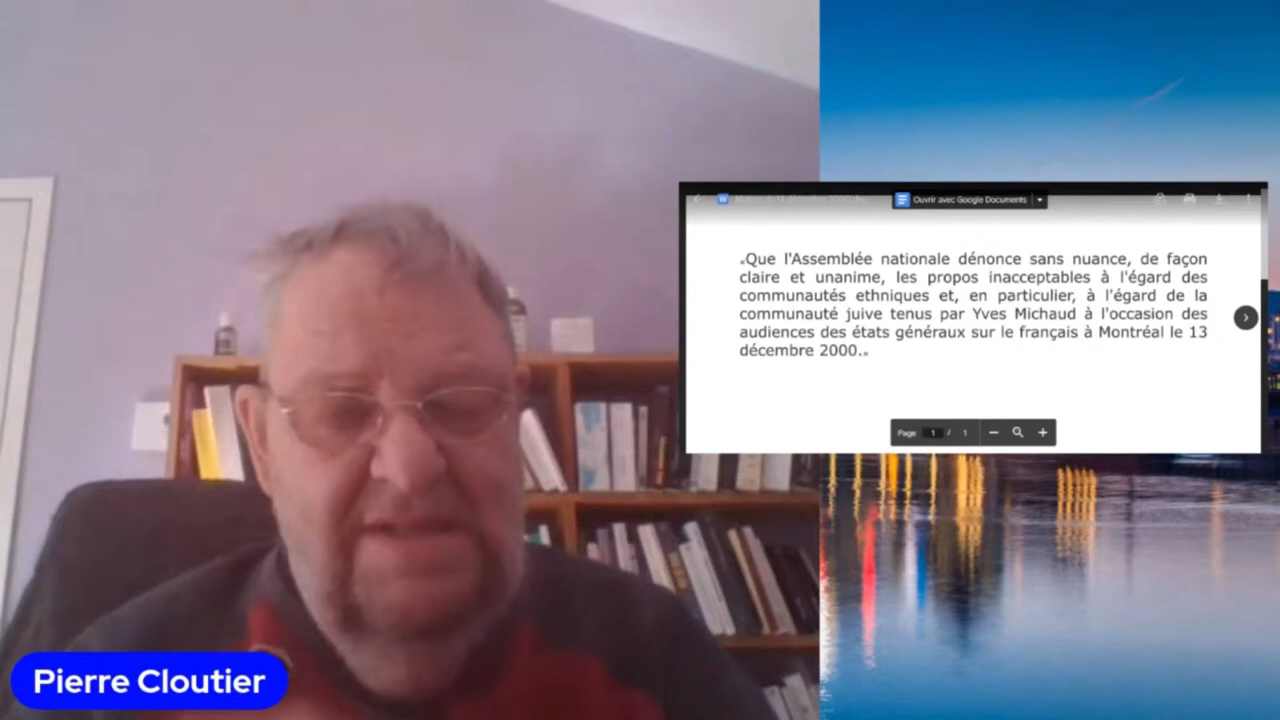 Ouvrir avec Google Documents
«Que l'Assemblée nationale dénonce sans nuance, de façon
claire et unanime, les propos inacceptables à l'égard des
communautés ethniques et, en particulier, à l'égard de la
communauté juive tenus par Yves Michaud à l'occasion des
audiences des états généraux sur le français à Montréal le 13
décembre 2000.»
Page 1 / 1
Pierre Cloutier